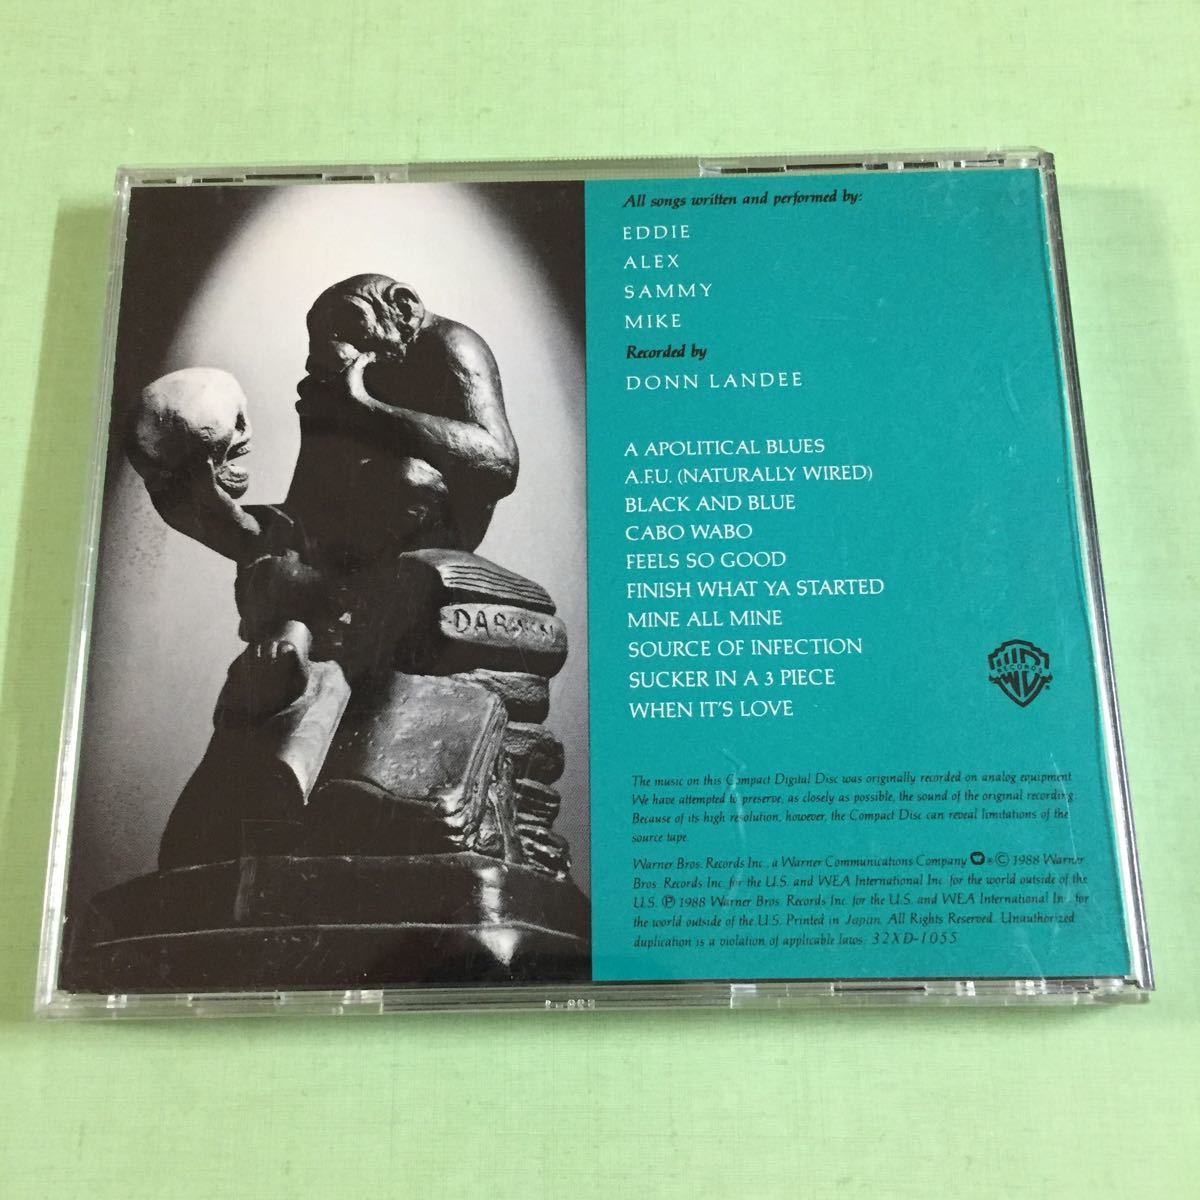 All songs written and performed by:
EDDIE
ALEX
SAMMY
MIKE
Recorded by
DONN LANDEE
A APOLITICAL BLUES
A.F.U. (NATURALLY WIRED)
BLACK AND BLUE
CABO WABO
FEELS SO GOOD
FINISH WHAT YA STARTED
MINE ALL MINE
SOURCE OF INFECTION
SUCKER IN A 3 PIECE
WHEN IT'S LOVE
RECORDS
The music on this Compact Digital Disc was originally recorded on analog equipment.
We have attempted to preserve, as closely as possible, the sound of the original recording.
Because of its high resolution, however, the Compact Disc can reveal limitations of the
source tape.
Warner Bros. Records Inc., a Warner Communications Company ® © 1988 Warner
Bros. Records Inc. for the U.S. and WEA International Inc. for the world outside of the
U.S. ℗ 1988 Warner Bros. Records Inc. for the U.S. and WEA International Inc. for
the world outside of the U.S. Printed in Japan. All Rights Reserved. Unauthorized
duplication is a violation of applicable laws. 32XD-1055